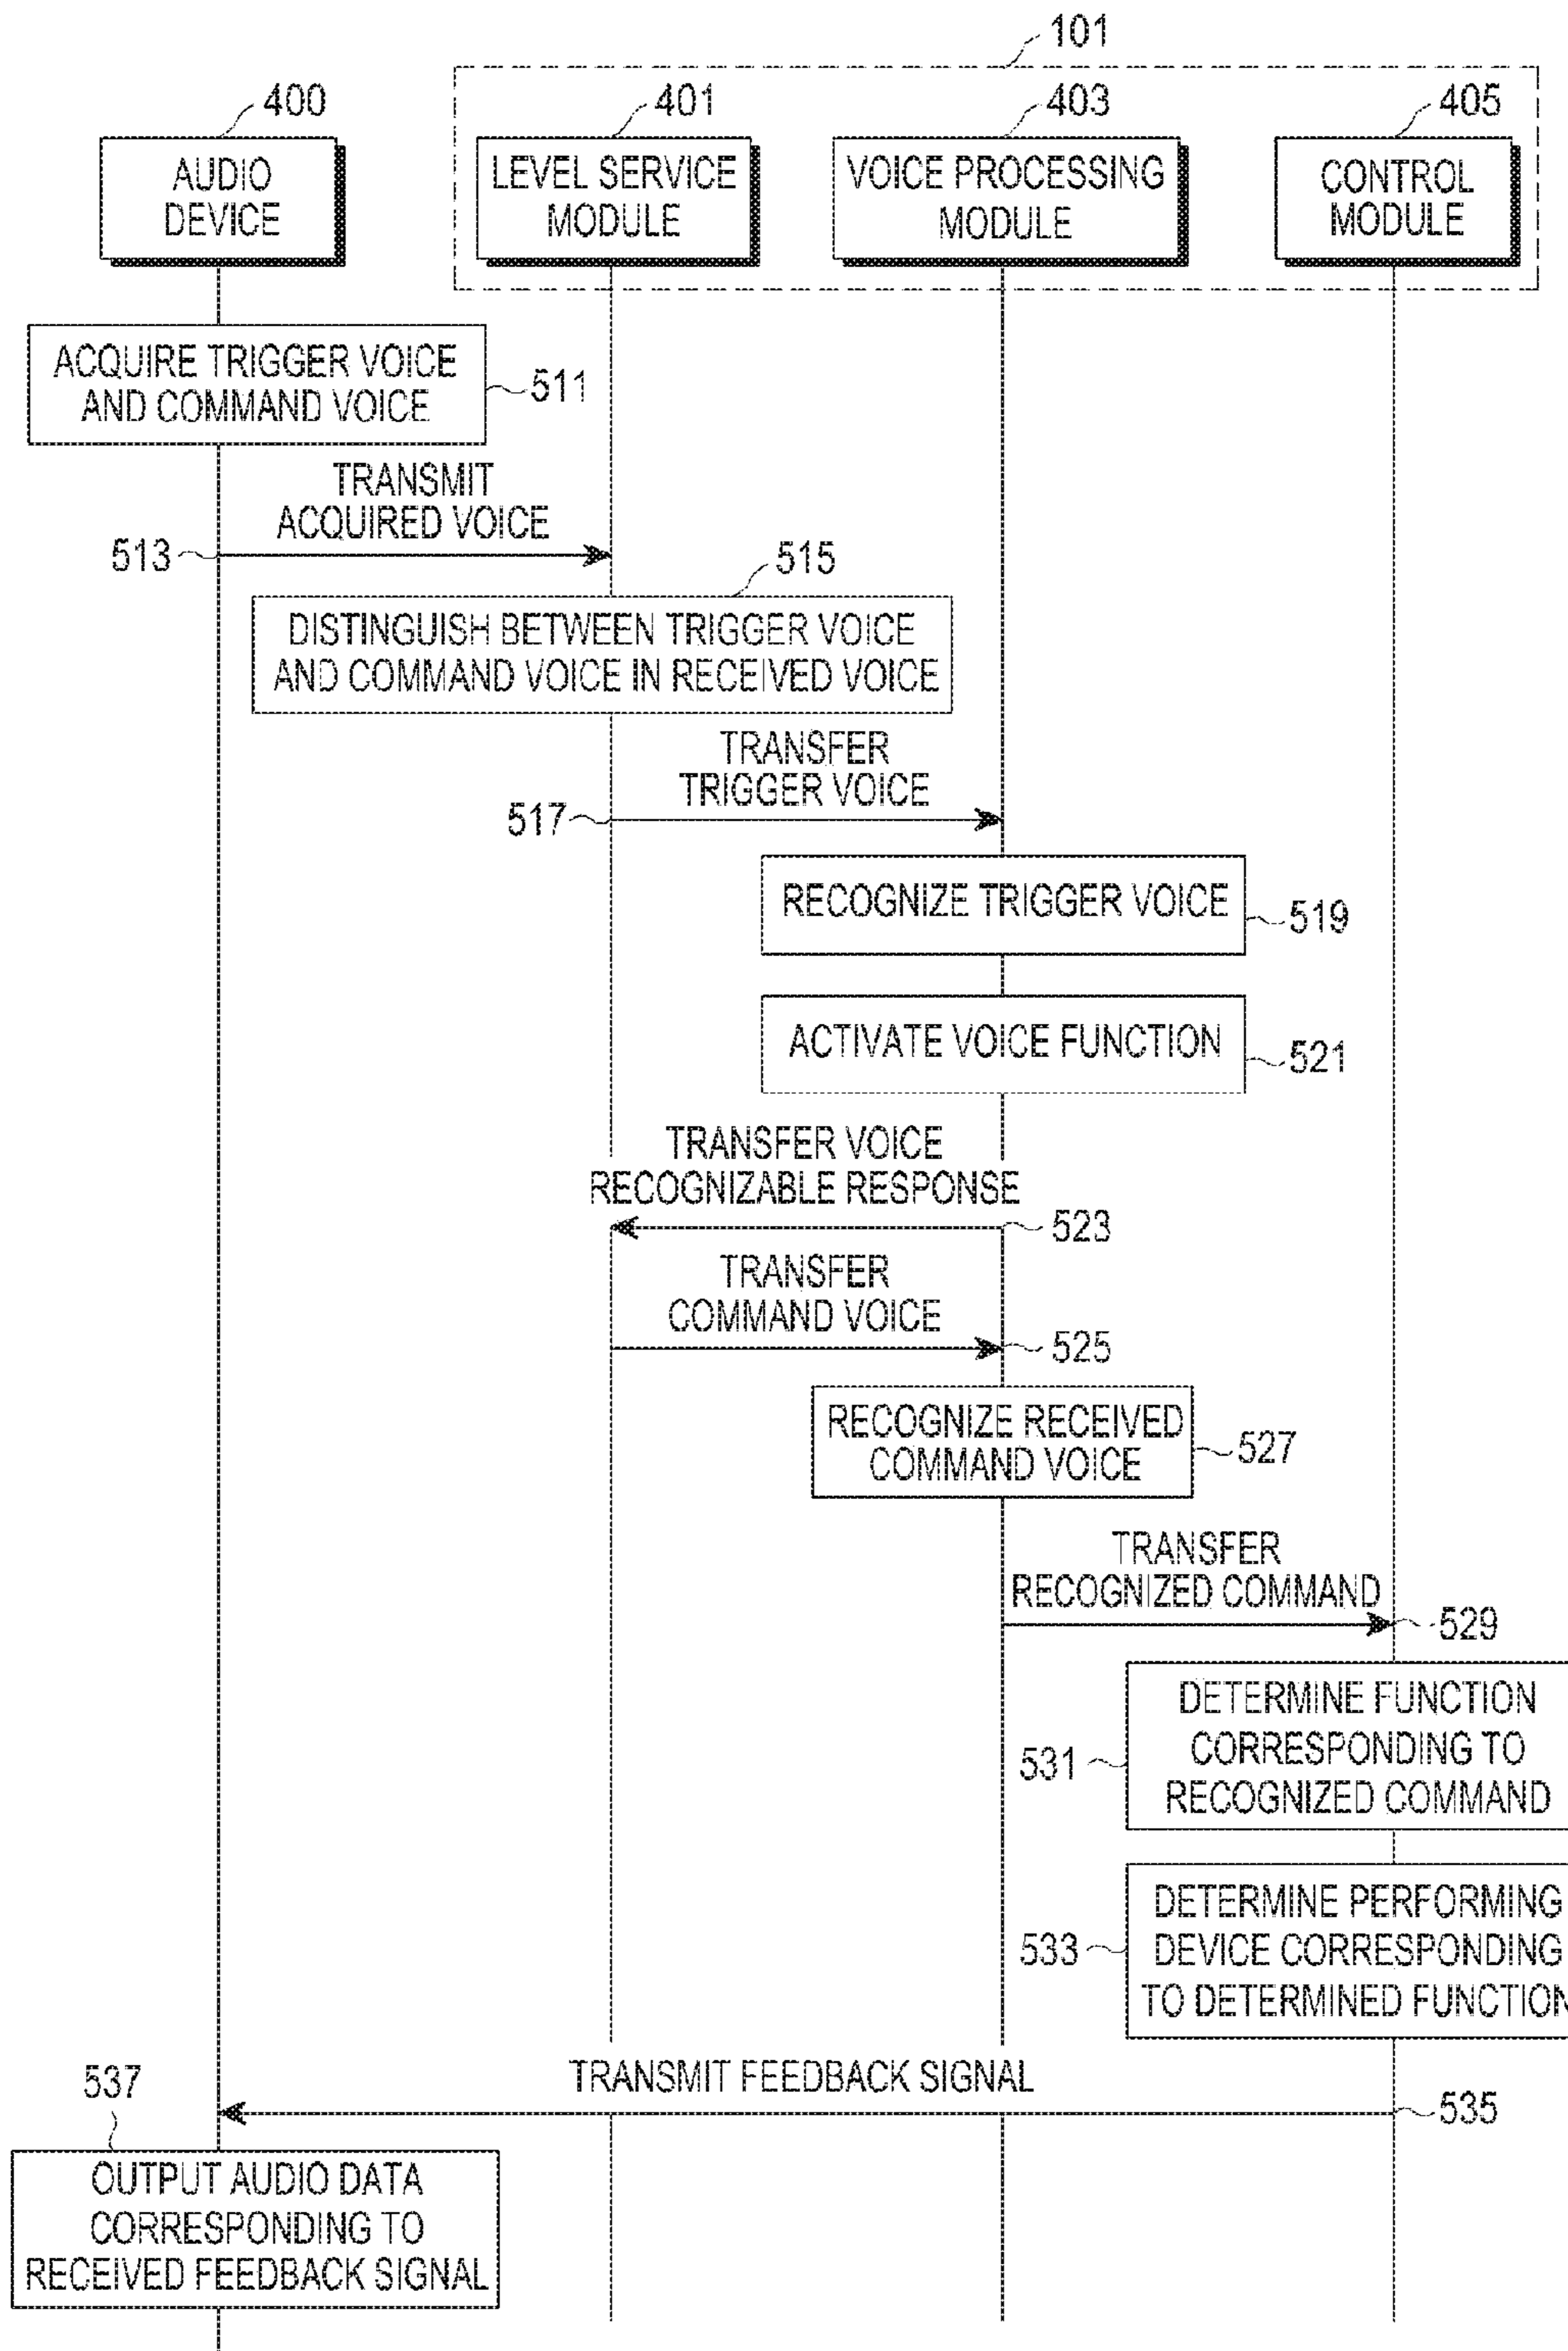 101
400
401
403
405
AUDIO
DEVICE
LEVEL SERVICE
MODULE
VOICE PROCESSING
MODULE
CONTROL
MODULE
ACQUIRE TRIGGER VOICE
AND COMMAND VOICE
511
TRANSMIT
ACQUIRED VOICE
513
515
DISTINGUISH BETWEEN TRIGGER VOICE
AND COMMAND VOICE IN RECEIVED VOICE
TRANSFER
TRIGGER VOICE
517
RECOGNIZE TRIGGER VOICE
519
ACTIVATE VOICE FUNCTION
521
TRANSFER VOICE
RECOGNIZABLE RESPONSE
523
TRANSFER
COMMAND VOICE
525
RECOGNIZE RECEIVED
COMMAND VOICE
527
TRANSFER
RECOGNIZED COMMAND
529
DETERMINE FUNCTION
CORRESPONDING TO
RECOGNIZED COMMAND
531
DETERMINE PERFORMING
DEVICE CORRESPONDING
TO DETERMINED FUNCTION
533
TRANSMIT FEEDBACK SIGNAL
535
537
OUTPUT AUDIO DATA
CORRESPONDING TO
RECEIVED FEEDBACK SIGNAL